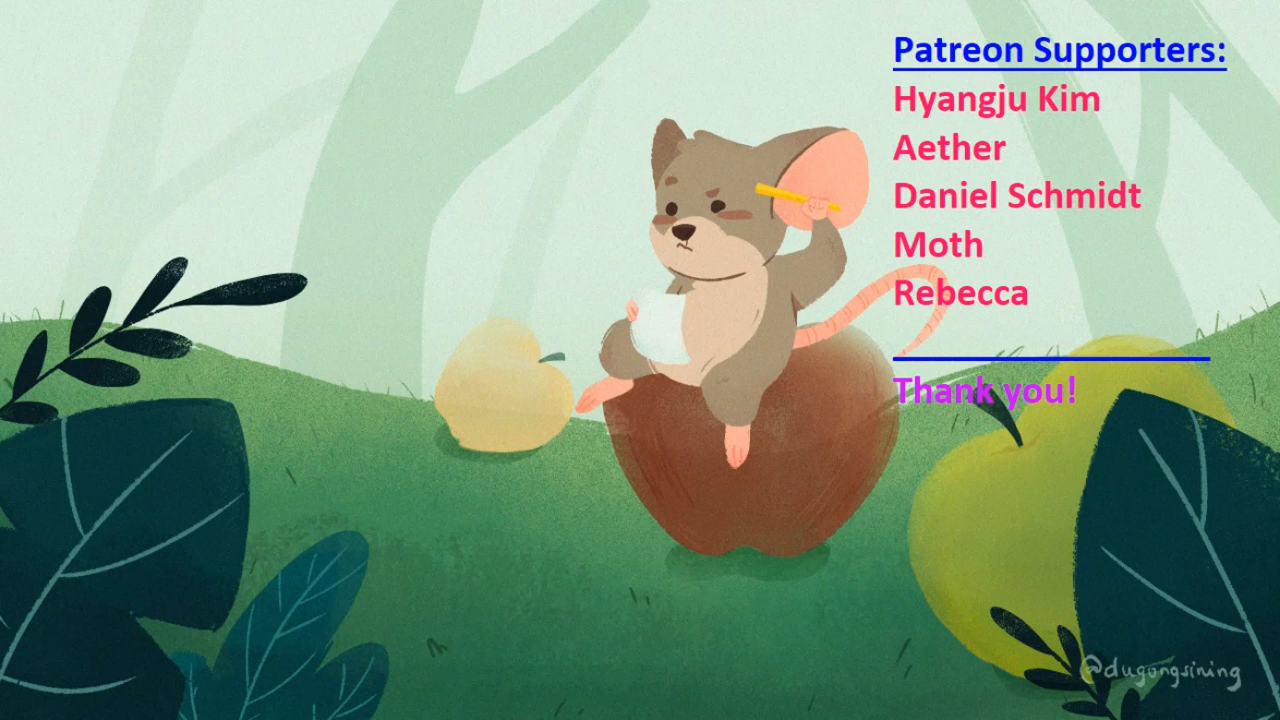 Patreon Supporters:
Hyangju Kim
Aether
Daniel Schmidt
Moth
Rebecca
Thank you!
@dugongsining